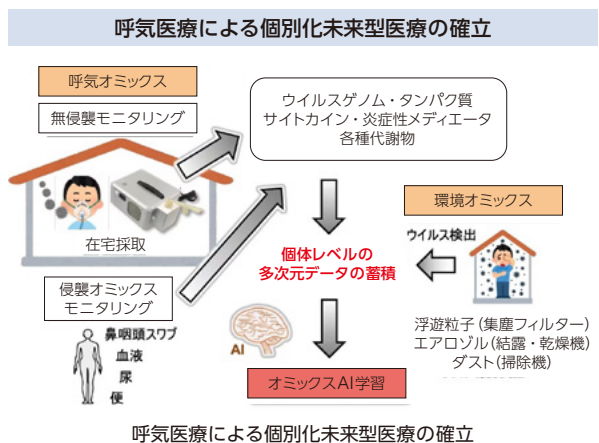 呼気医療による個別化未来型医療の確立
呼気オミックス
無侵襲モニタリング
在宅採取
ウイルスゲノム・タンパク質
サイトカイン・炎症性メディエータ
各種代謝物
環境オミックス
ウイルス検出
個体レベルの
多次元データの蓄積
侵襲オミックス
モニタリング
鼻咽頭スワブ
血液
尿
便
AI
オミックスAI学習
浮遊粒子(集塵フィルター)
エアロゾル(結露・乾燥機)
ダスト(掃除機)
呼気医療による個別化未来型医療の確立